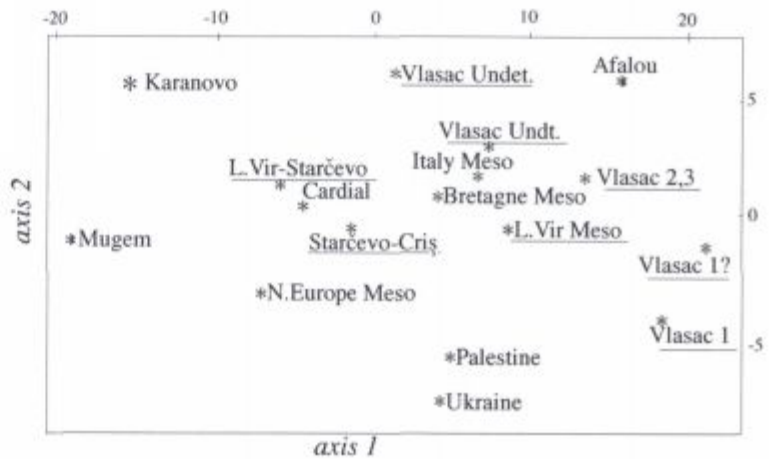 -20 -10 0 10 20
* Karanovo
*Vlasac Undet.
Afalou
*
5
Vlasac Undt.
*
Italy Meso
*
L.Vir-Starčevo
*
Cardial
*
* Vlasac 2,3
*Bretagne Meso
0
axis 2
*Mugem
*
Starčevo-Criş
*L.Vir Meso
*
Vlasac 1?
*N.Europe Meso
*
Vlasac 1
-5
*Palestine
*Ukraine
axis 1